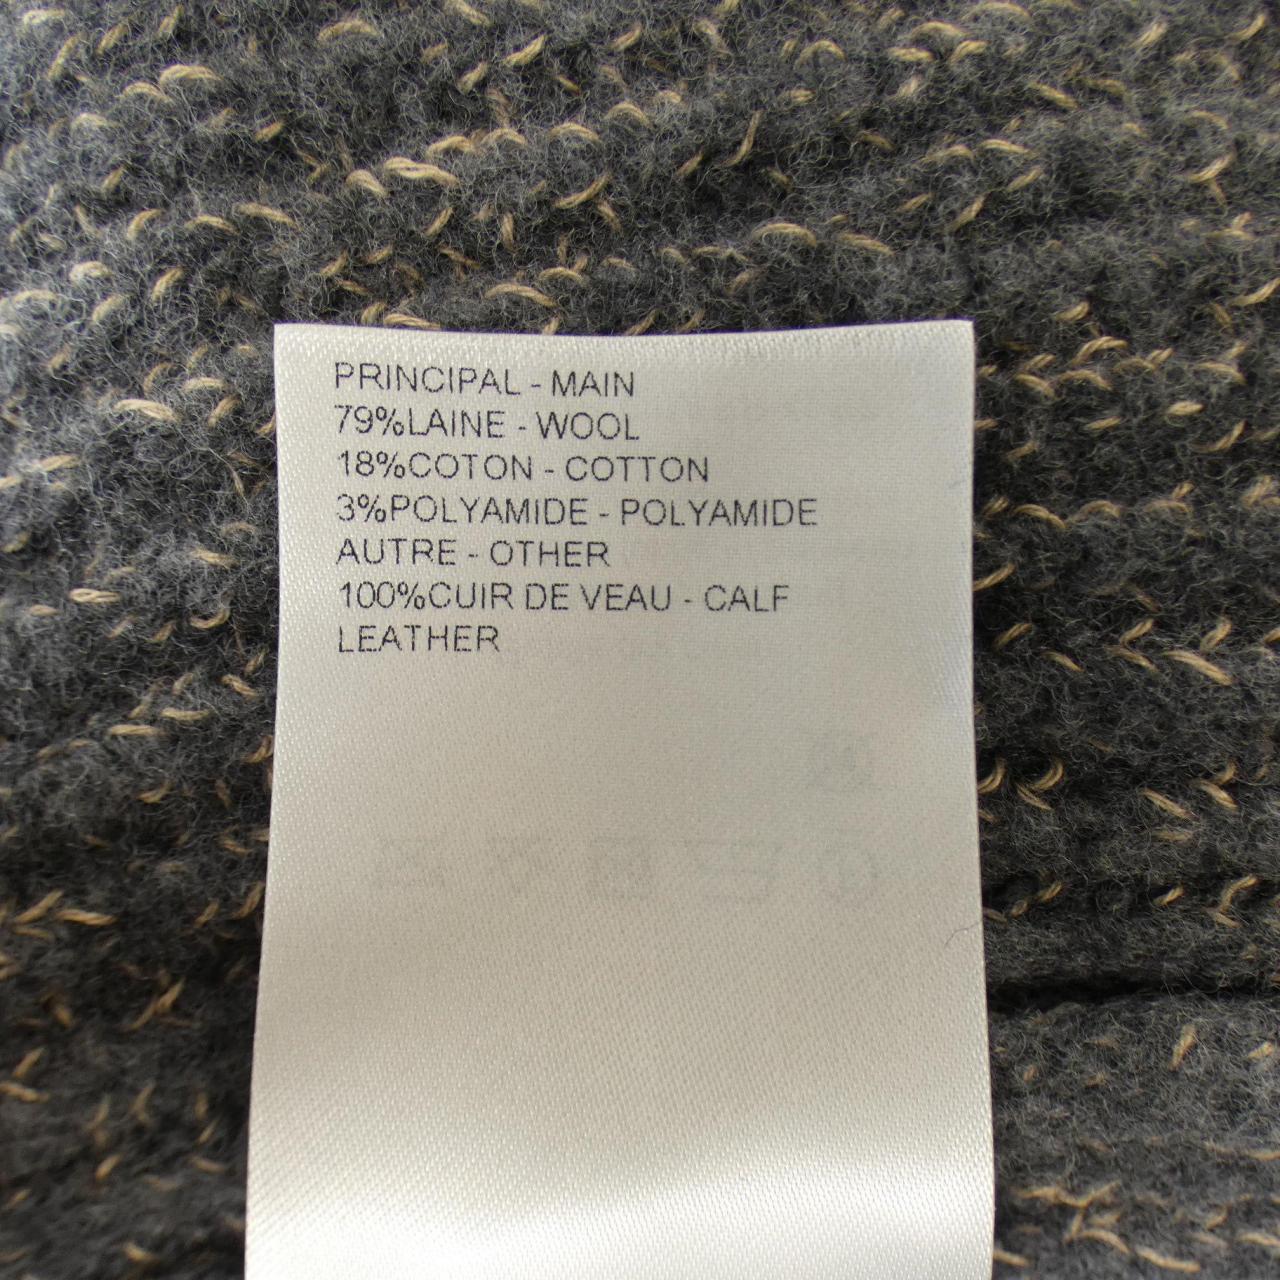 PRINCIPAL - MAIN
79%LAINE - WOOL
18%COTON - COTTON
3%POLYAMIDE - POLYAMIDE
AUTRE - OTHER
100%CUIR DE VEAU - CALF
LEATHER